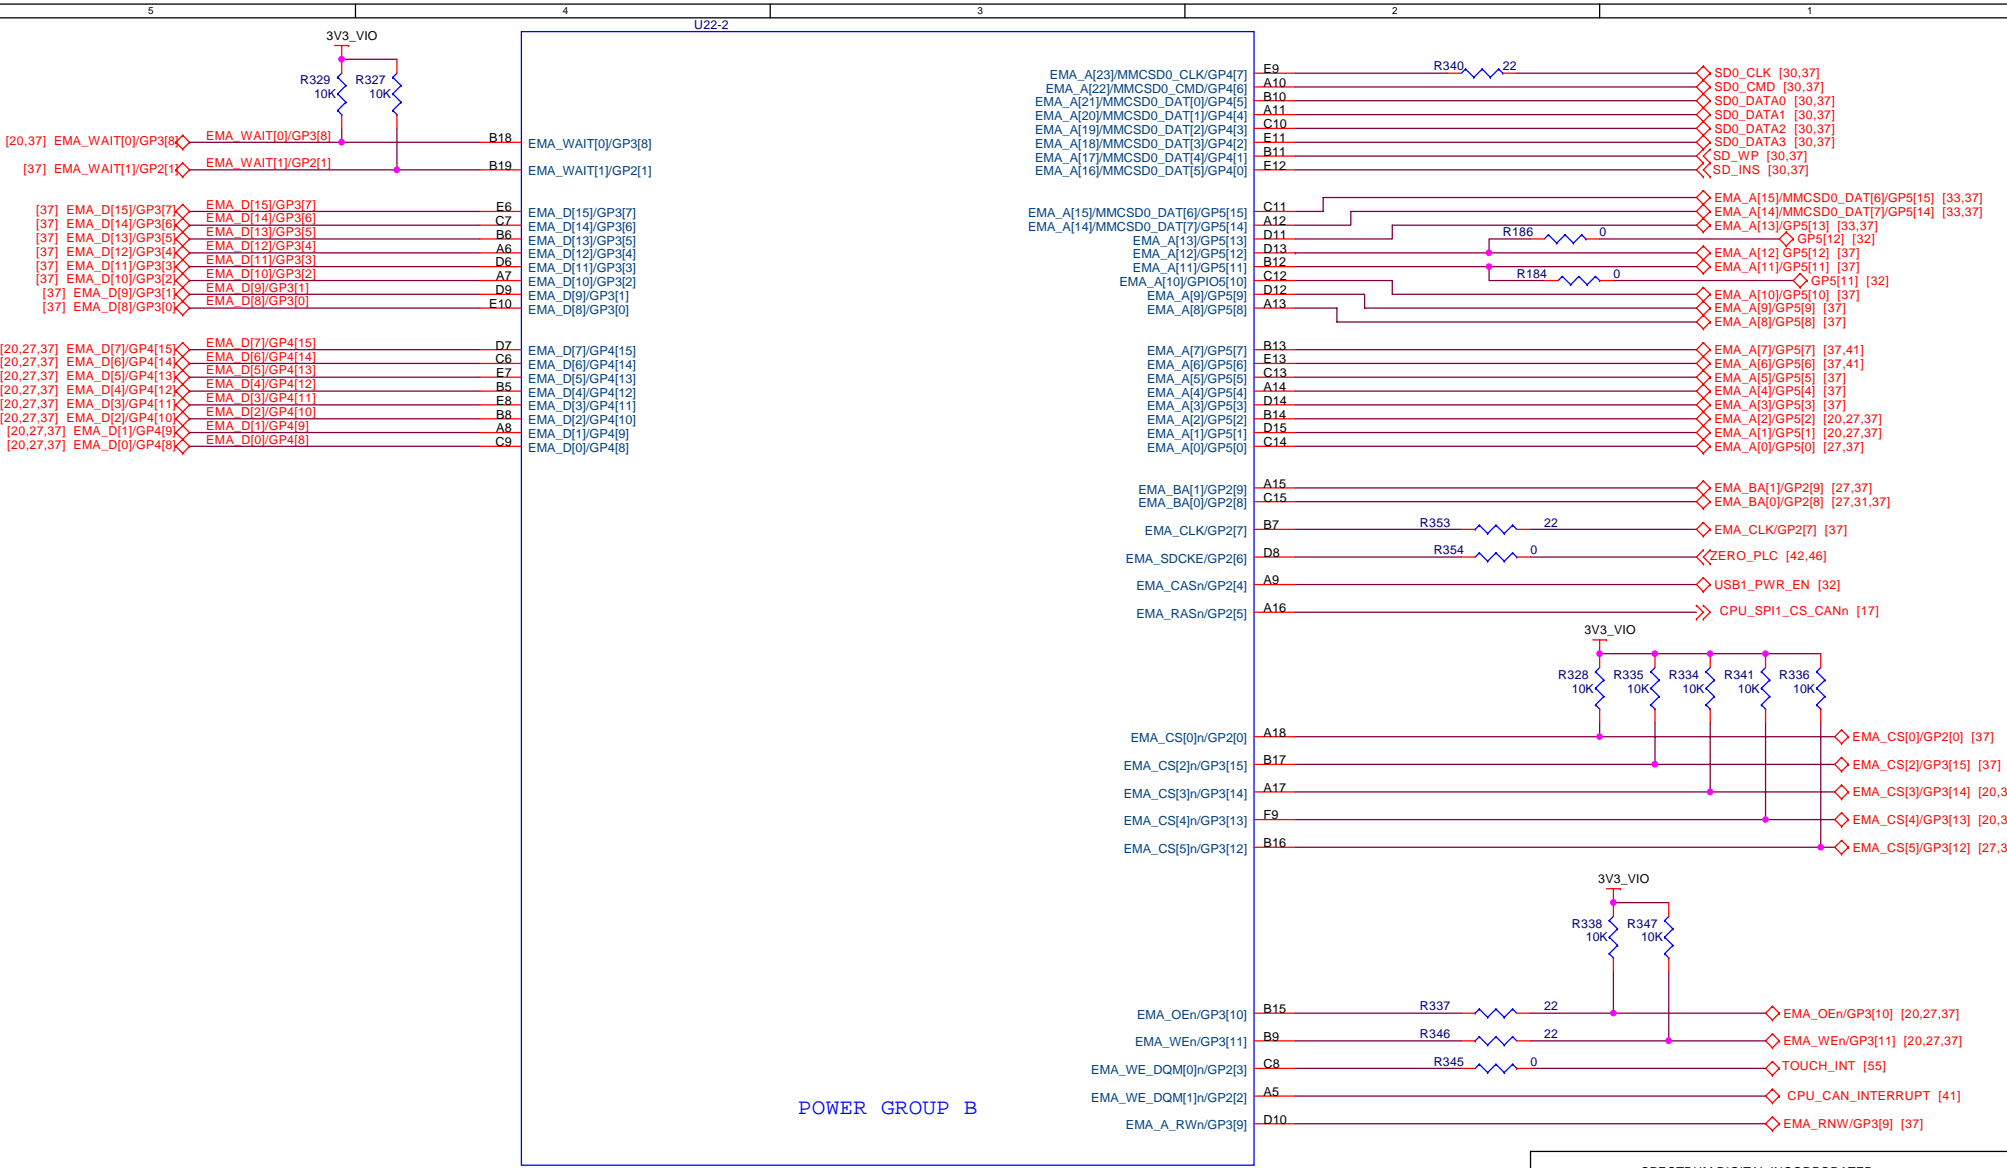 5 4 3 2 1
U22-2
3V3_VIO
R329 10K
R327 10K
[20,37] EMA_WAIT[0]/GP3[8] EMA_WAIT[0]/GP3[8] B18 EMA_WAIT[0]/GP3[8]
[37] EMA_WAIT[1]/GP2[1 EMA_WAIT[1]/GP2[1] B19 EMA_WAIT[1]/GP2[1]
[37] EMA_D[15]/GP3[7] EMA_D[15]/GP3[7] E6 EMA_D[15]/GP3[7]
[37] EMA_D[14]/GP3[6] EMA_D[14]/GP3[6] C7 EMA_D[14]/GP3[6]
[37] EMA_D[13]/GP3[5] EMA_D[13]/GP3[5] B6 EMA_D[13]/GP3[5]
[37] EMA_D[12]/GP3[4] EMA_D[12]/GP3[4] A6 EMA_D[12]/GP3[4]
[37] EMA_D[11]/GP3[3] EMA_D[11]/GP3[3] D6 EMA_D[11]/GP3[3]
[37] EMA_D[10]/GP3[2] EMA_D[10]/GP3[2] A7 EMA_D[10]/GP3[2]
[37] EMA_D[9]/GP3[1] EMA_D[9]/GP3[1] D9 EMA_D[9]/GP3[1]
[37] EMA_D[8]/GP3[0] EMA_D[8]/GP3[0] E10 EMA_D[8]/GP3[0]
[20,27,37] EMA_D[7]/GP4[15] EMA_D[7]/GP4[15] D7 EMA_D[7]/GP4[15]
[20,27,37] EMA_D[6]/GP4[14] EMA_D[6]/GP4[14] C6 EMA_D[6]/GP4[14]
[20,27,37] EMA_D[5]/GP4[13] EMA_D[5]/GP4[13] E7 EMA_D[5]/GP4[13]
[20,27,37] EMA_D[4]/GP4[12] EMA_D[4]/GP4[12] B5 EMA_D[4]/GP4[12]
[20,27,37] EMA_D[3]/GP4[11] EMA_D[3]/GP4[11] E8 EMA_D[3]/GP4[11]
[20,27,37] EMA_D[2]/GP4[10] EMA_D[2]/GP4[10] B8 EMA_D[2]/GP4[10]
[20,27,37] EMA_D[1]/GP4[9] EMA_D[1]/GP4[9] A8 EMA_D[1]/GP4[9]
[20,27,37] EMA_D[0]/GP4[8] EMA_D[0]/GP4[8] C9 EMA_D[0]/GP4[8]
EMA_A[23]/MMCSD0_CLK/GP4[7] E9 R340 22 SD0_CLK [30,37]
EMA_A[22]/MMCSD0_CMD/GP4[6] A10 SD0_CMD [30,37]
EMA_A[21]/MMCSD0_DAT[0]/GP4[5] B10 SD0_DATA0 [30,37]
EMA_A[20]/MMCSD0_DAT[1]/GP4[4] A11 SD0_DATA1 [30,37]
EMA_A[19]/MMCSD0_DAT[2]/GP4[3] C10 SD0_DATA2 [30,37]
EMA_A[18]/MMCSD0_DAT[3]/GP4[2] E11 SD0_DATA3 [30,37]
EMA_A[17]/MMCSD0_DAT[4]/GP4[1] B11 SD_WP [30,37]
EMA_A[16]/MMCSD0_DAT[5]/GP4[0] E12 SD_INS [30,37]
EMA_A[15]/MMCSD0_DAT[6]/GP5[15] C11 EMA_A[15]/MMCSD0_DAT[6]/GP5[15] [33,37]
EMA_A[14]/MMCSD0_DAT[7]/GP5[14] A12 EMA_A[14]/MMCSD0_DAT[7]/GP5[14] [33,37]
EMA_A[13]/GP5[13] D11 EMA_A[13]/GP5[13] [33,37]
R186 0 GP5[12] [32]
EMA_A[12]/GP5[12] D13 EMA_A[12] GP5[12] [37]
EMA_A[11]/GP5[11] B12 EMA_A[11]/GP5[11] [37]
R184 0 GP5[11] [32]
EMA_A[10]/GPIO5[10] C12 EMA_A[10]/GP5[10] [37]
EMA_A[9]/GP5[9] D12 EMA_A[9]/GP5[9] [37]
EMA_A[8]/GP5[8] A13 EMA_A[8]/GP5[8] [37]
EMA_A[7]/GP5[7] B13 EMA_A[7]/GP5[7] [37,41]
EMA_A[6]/GP5[6] E13 EMA_A[6]/GP5[6] [37,41]
EMA_A[5]/GP5[5] C13 EMA_A[5]/GP5[5] [37]
EMA_A[4]/GP5[4] A14 EMA_A[4]/GP5[4] [37]
EMA_A[3]/GP5[3] D14 EMA_A[3]/GP5[3] [37]
EMA_A[2]/GP5[2] B14 EMA_A[2]/GP5[2] [20,27,37]
EMA_A[1]/GP5[1] D15 EMA_A[1]/GP5[1] [20,27,37]
EMA_A[0]/GP5[0] C14 EMA_A[0]/GP5[0] [27,37]
EMA_BA[1]/GP2[9] A15 EMA_BA[1]/GP2[9] [27,37]
EMA_BA[0]/GP2[8] C15 EMA_BA[0]/GP2[8] [27,31,37]
EMA_CLK/GP2[7] B7 R353 22 EMA_CLK/GP2[7] [37]
EMA_SDCKE/GP2[6] D8 R354 0 ZERO_PLC [42,46]
EMA_CASn/GP2[4] A9 USB1_PWR_EN [32]
EMA_RASn/GP2[5] A16 CPU_SPI1_CS_CANn [17]
3V3_VIO
R328 R335 R334 R341 R336
10K 10K 10K 10K 10K
EMA_CS[0]n/GP2[0] A18 EMA_CS[0]/GP2[0] [37]
EMA_CS[2]n/GP3[15] B17 EMA_CS[2]/GP3[15] [37]
EMA_CS[3]n/GP3[14] A17 EMA_CS[3]/GP3[14] [20,3
EMA_CS[4]n/GP3[13] F9 EMA_CS[4]/GP3[13] [20,3
EMA_CS[5]n/GP3[12] B16 EMA_CS[5]/GP3[12] [27,3
3V3_VIO
R338 R347
10K 10K
EMA_OEn/GP3[10] B15 R337 22 EMA_OEn/GP3[10] [20,27,37]
EMA_WEn/GP3[11] B9 R346 22 EMA_WEn/GP3[11] [20,27,37]
EMA_WE_DQM[0]n/GP2[3] C8 R345 0 TOUCH_INT [55]
EMA_WE_DQM[1]n/GP2[2] A5 CPU_CAN_INTERRUPT [41]
EMA_A_RWn/GP3[9] D10 EMA_RNW/GP3[9] [37]
POWER GROUP B